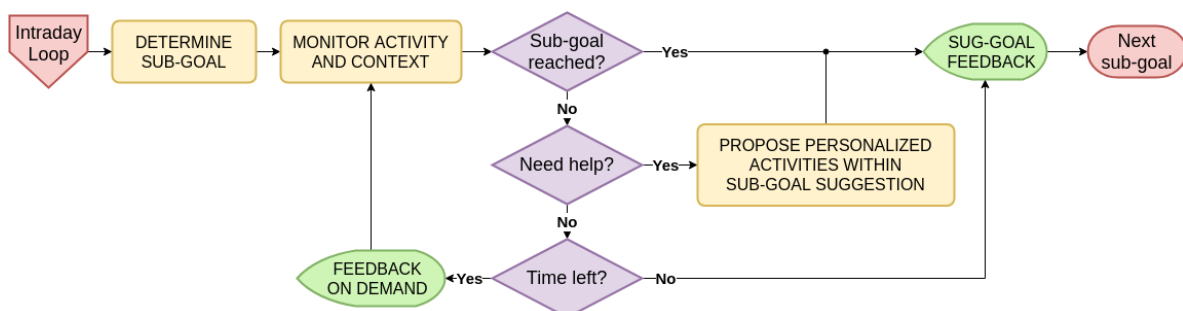 Intraday
Loop
DETERMINE
SUB-GOAL
MONITOR ACTIVITY
AND CONTEXT
Sub-goal
reached?
Yes
SUG-GOAL
FEEDBACK
Next
sub-goal
No
Need help?
Yes
PROPOSE PERSONALIZED
ACTIVITIES WITHIN
SUB-GOAL SUGGESTION
No
Time left?
Yes
FEEDBACK
ON DEMAND
No